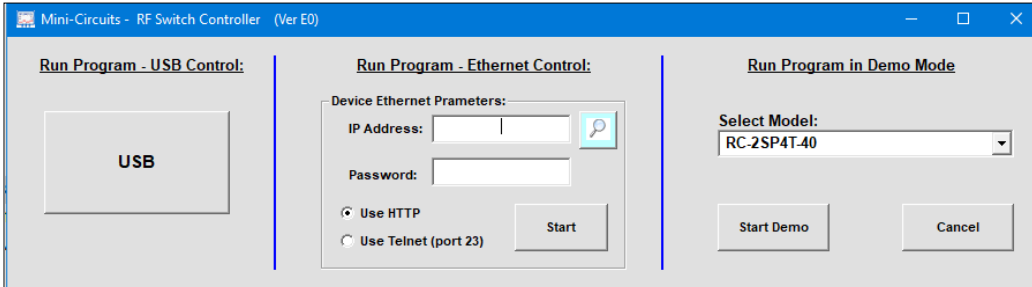 Mini-Circuits - RF Switch Controller (Ver E0)
Run Program - USB Control:
USB
Run Program - Ethernet Control:
Device Ethernet Prameters:
IP Address:
Password:
Use HTTP
Use Telnet (port 23)
Start
Run Program in Demo Mode
Select Model:
RC-2SP4T-40
Start Demo
Cancel